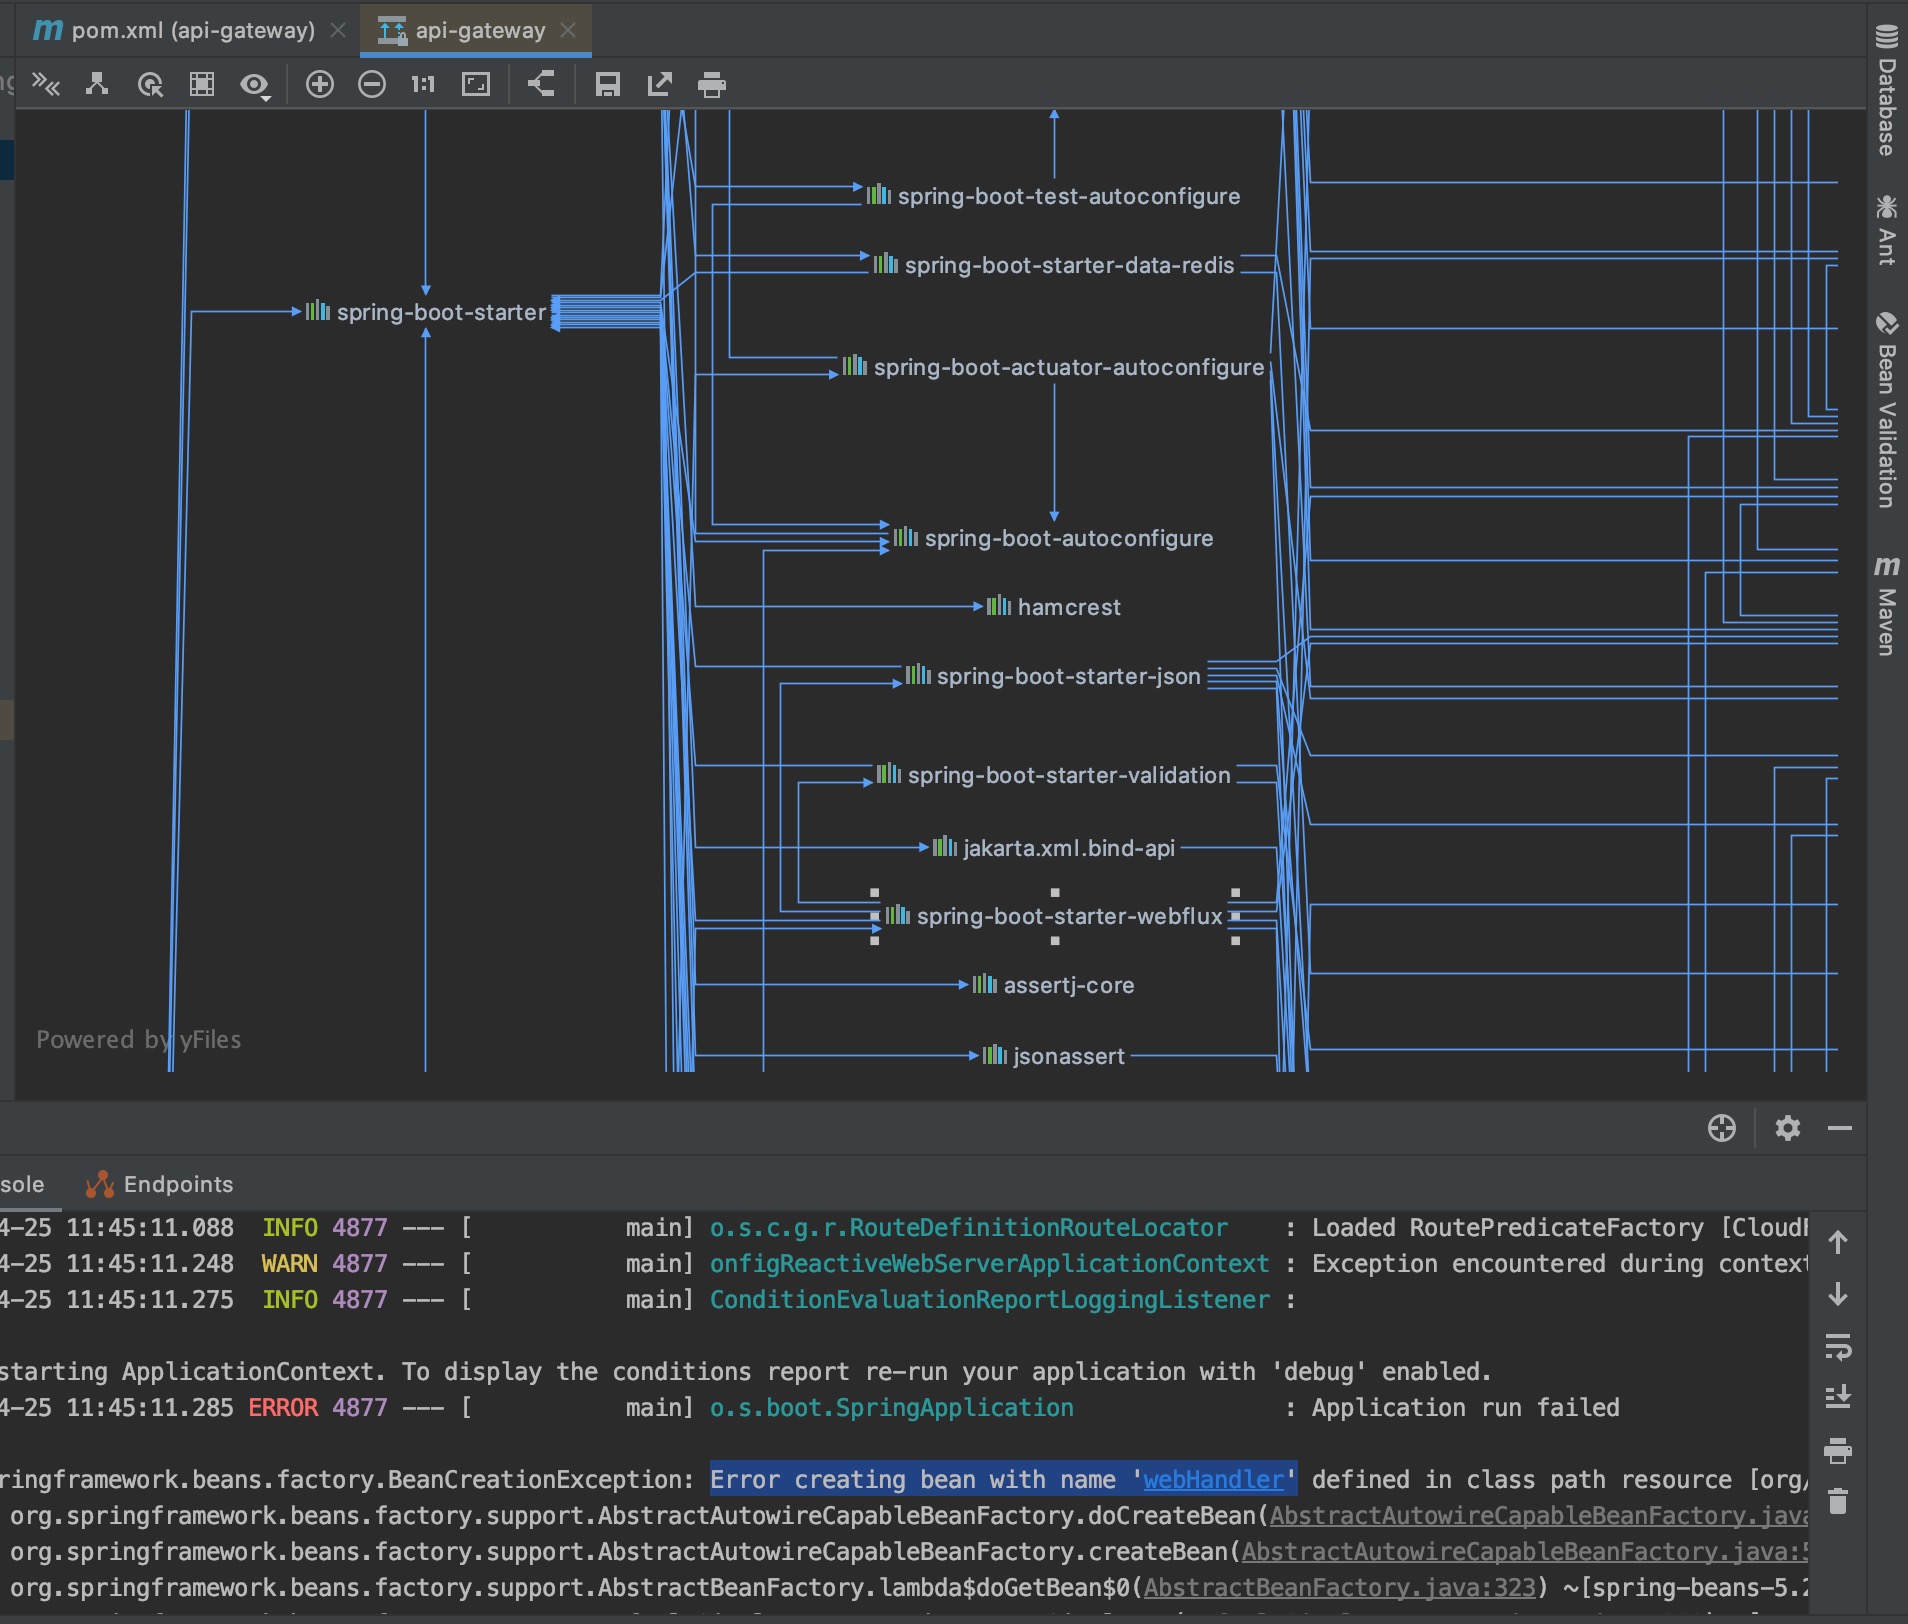 pom.xml (api-gateway)
api-gateway
1:1
Database
Ant
Bean Validation
Maven
spring-boot-test-autoconfigure
spring-boot-starter-data-redis
spring-boot-starter
spring-boot-actuator-autoconfigure
spring-boot-autoconfigure
hamcrest
spring-boot-starter-json
spring-boot-starter-validation
jakarta.xml.bind-api
spring-boot-starter-webflux
assertj-core
jsonassert
Powered by yFiles
sole Endpoints
4-25 11:45:11.088 INFO 4877 --- [ main] o.s.c.g.r.RouteDefinitionRouteLocator : Loaded RoutePredicateFactory [Cloud
4-25 11:45:11.248 WARN 4877 --- [ main] onfigReactiveWebServerApplicationContext : Exception encountered during context
4-25 11:45:11.275 INFO 4877 --- [ main] ConditionEvaluationReportLoggingListener :
starting ApplicationContext. To display the conditions report re-run your application with 'debug' enabled.
4-25 11:45:11.285 ERROR 4877 --- [ main] o.s.boot.SpringApplication : Application run failed
ringframework.beans.factory.BeanCreationException: Error creating bean with name 'webHandler' defined in class path resource [org/
org.springframework.beans.factory.support.AbstractAutowireCapableBeanFactory.doCreateBean(AbstractAutowireCapableBeanFactory.java
org.springframework.beans.factory.support.AbstractAutowireCapableBeanFactory.createBean(AbstractAutowireCapableBeanFactory.java:5
org.springframework.beans.factory.support.AbstractBeanFactory.lambda$doGetBean$0(AbstractBeanFactory.java:323) ~[spring-beans-5.2